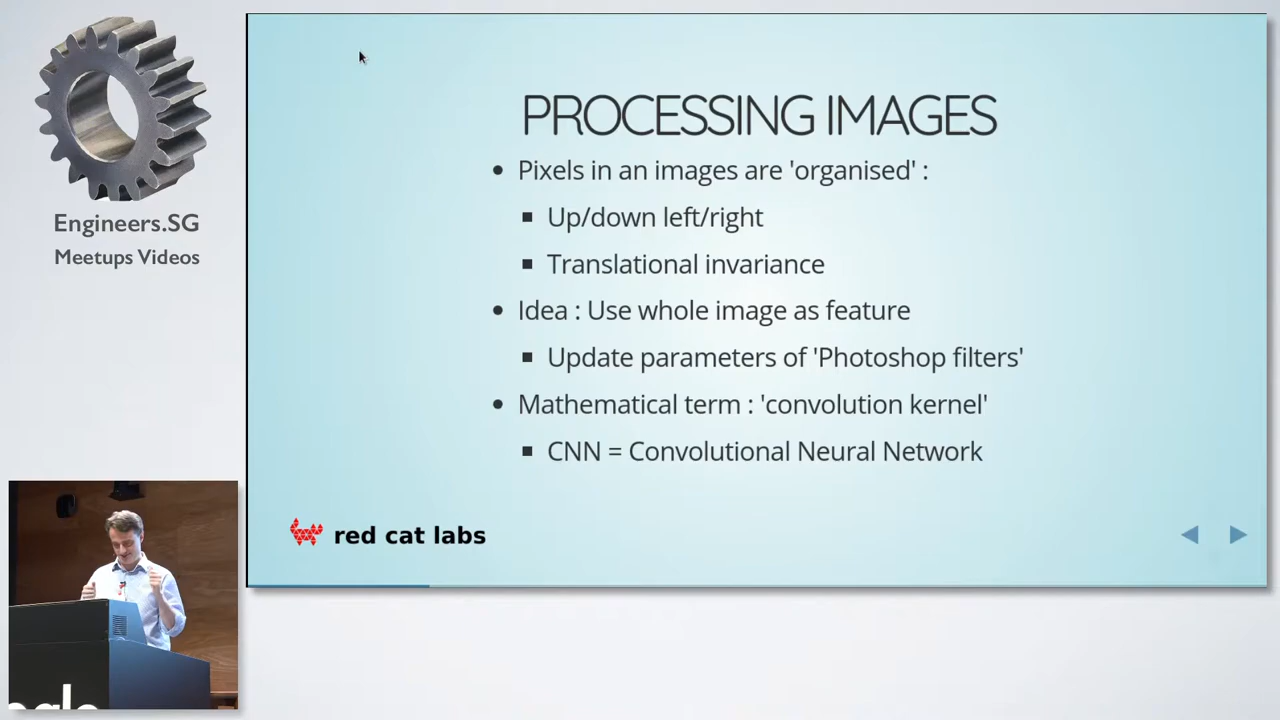 Engineers.SG
Meetups Videos
PROCESSING IMAGES
• Pixels in an images are 'organised' :
▪ Up/down left/right
▪ Translational invariance
• Idea : Use whole image as feature
▪ Update parameters of 'Photoshop filters'
• Mathematical term : 'convolution kernel'
▪ CNN = Convolutional Neural Network
red cat labs